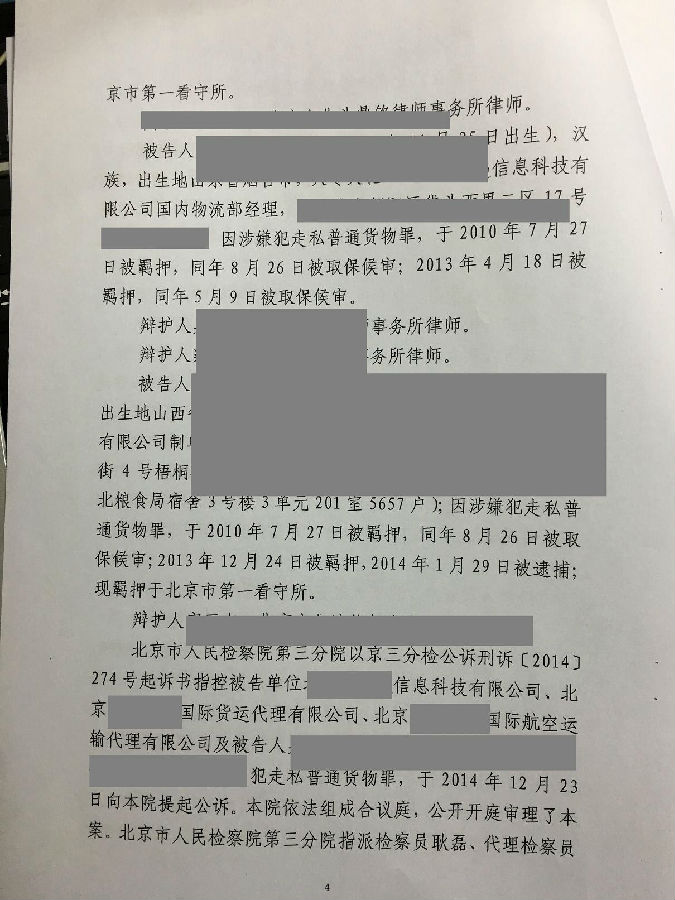 京市第一看守所。
律师事务所律师。
被告人 25日出生），汉
族，出生地山东省烟台市， 信息科技有
限公司国内物流部经理， 二区17号
因涉嫌犯走私普通货物罪，于2010年7月27
日被羁押，同年8月26日被取保候审；2013年4月18日被
羁押，同年5月9日被取保候审。
辩护人 事务所律师。
辩护人 事务所律师。
被告人
出生地山西
有限公司制
街4号梧桐
北粮食局宿舍3号楼3单元201室5657户）；因涉嫌犯走私普
通货物罪，于2010年7月27日被羁押，同年8月26日被取
保候审；2013年12月24日被羁押，2014年1月29日被逮捕；
现羁押于北京市第一看守所。
辩护人
北京市人民检察院第三分院以京三分检公诉刑诉〔2014〕
274号起诉书指控被告单位 信息科技有限公司、北
京 国际货运代理有限公司、北京 国际航空运
输代理有限公司及被告人
犯走私普通货物罪，于2014年12月23
日向本院提起公诉。本院依法组成合议庭，公开开庭审理了本
案。北京市人民检察院第三分院指派检察员耿磊、代理检察员
4